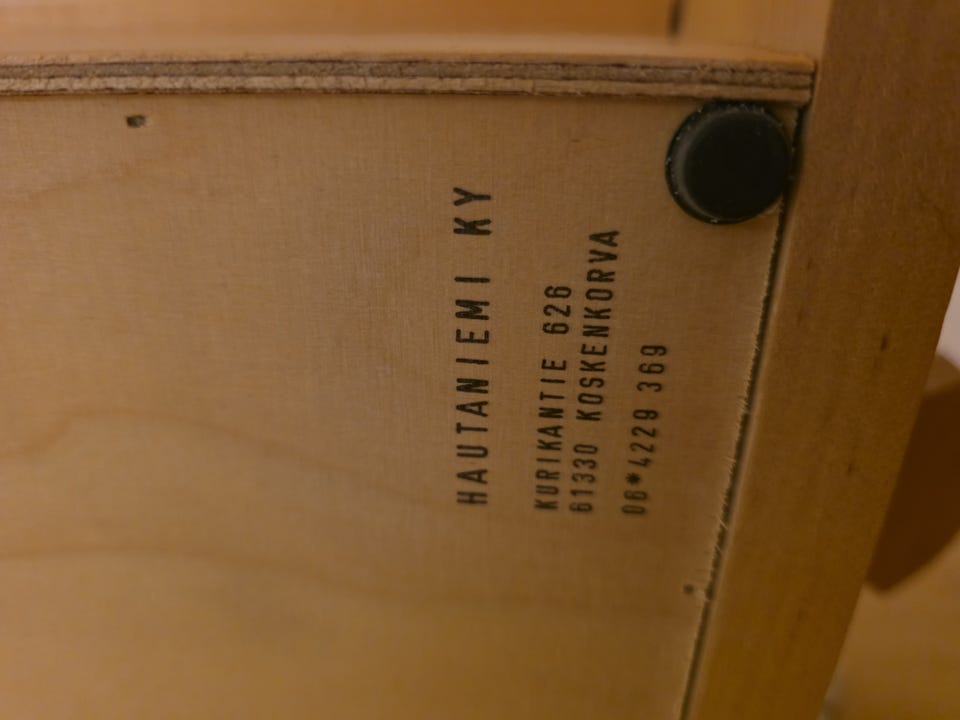 HAUTANIEMI KY
KURIKANTIE 626
61330 KOSKENKORVA
06*4229 369